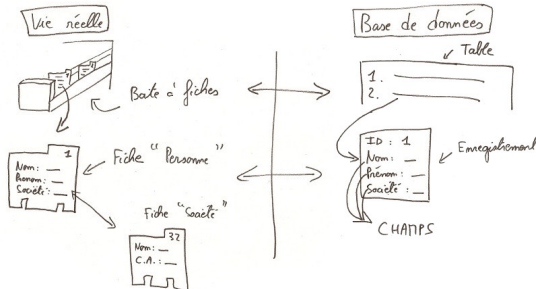 Vie réelle
Boite à fiches
1
Nom : __
Prenom : __
Société : __
Fiche "Personne"
Fiche "Société"
32
Nom : __
C.A. : __
Base de données
Table
1.
2.
ID : 1
Nom : __
Prénom : __
Société : __
Enregistrement
CHAMPS